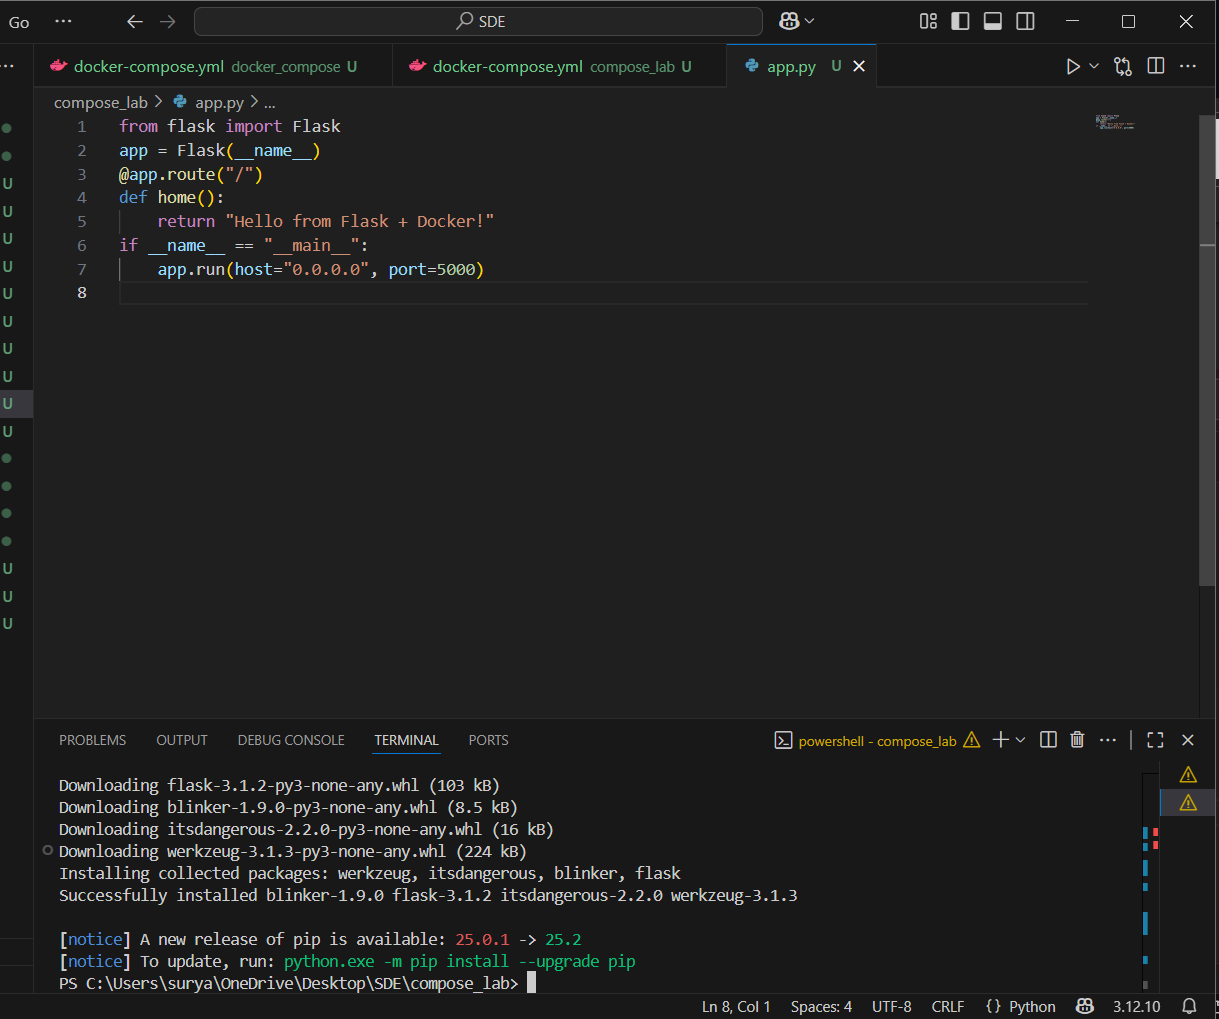 Go ··· SDE
docker-compose.yml docker_compose U docker-compose.yml compose_lab U app.py U
compose_lab > app.py > ...
1 from flask import Flask
2 app = Flask(__name__)
3 @app.route("/")
4 def home():
5     return "Hello from Flask + Docker!"
6 if __name__ == "__main__":
7     app.run(host="0.0.0.0", port=5000)
8
U
U
U
U
U
U
U
U
U
U
U
U
U
PROBLEMS OUTPUT DEBUG CONSOLE TERMINAL PORTS powershell - compose_lab
Downloading flask-3.1.2-py3-none-any.whl (103 kB)
Downloading blinker-1.9.0-py3-none-any.whl (8.5 kB)
Downloading itsdangerous-2.2.0-py3-none-any.whl (16 kB)
Downloading werkzeug-3.1.3-py3-none-any.whl (224 kB)
Installing collected packages: werkzeug, itsdangerous, blinker, flask
Successfully installed blinker-1.9.0 flask-3.1.2 itsdangerous-2.2.0 werkzeug-3.1.3
[notice] A new release of pip is available: 25.0.1 -> 25.2
[notice] To update, run: python.exe -m pip install --upgrade pip
PS C:\Users\surya\OneDrive\Desktop\SDE\compose_lab>
Ln 8, Col 1 Spaces: 4 UTF-8 CRLF {} Python 3.12.10